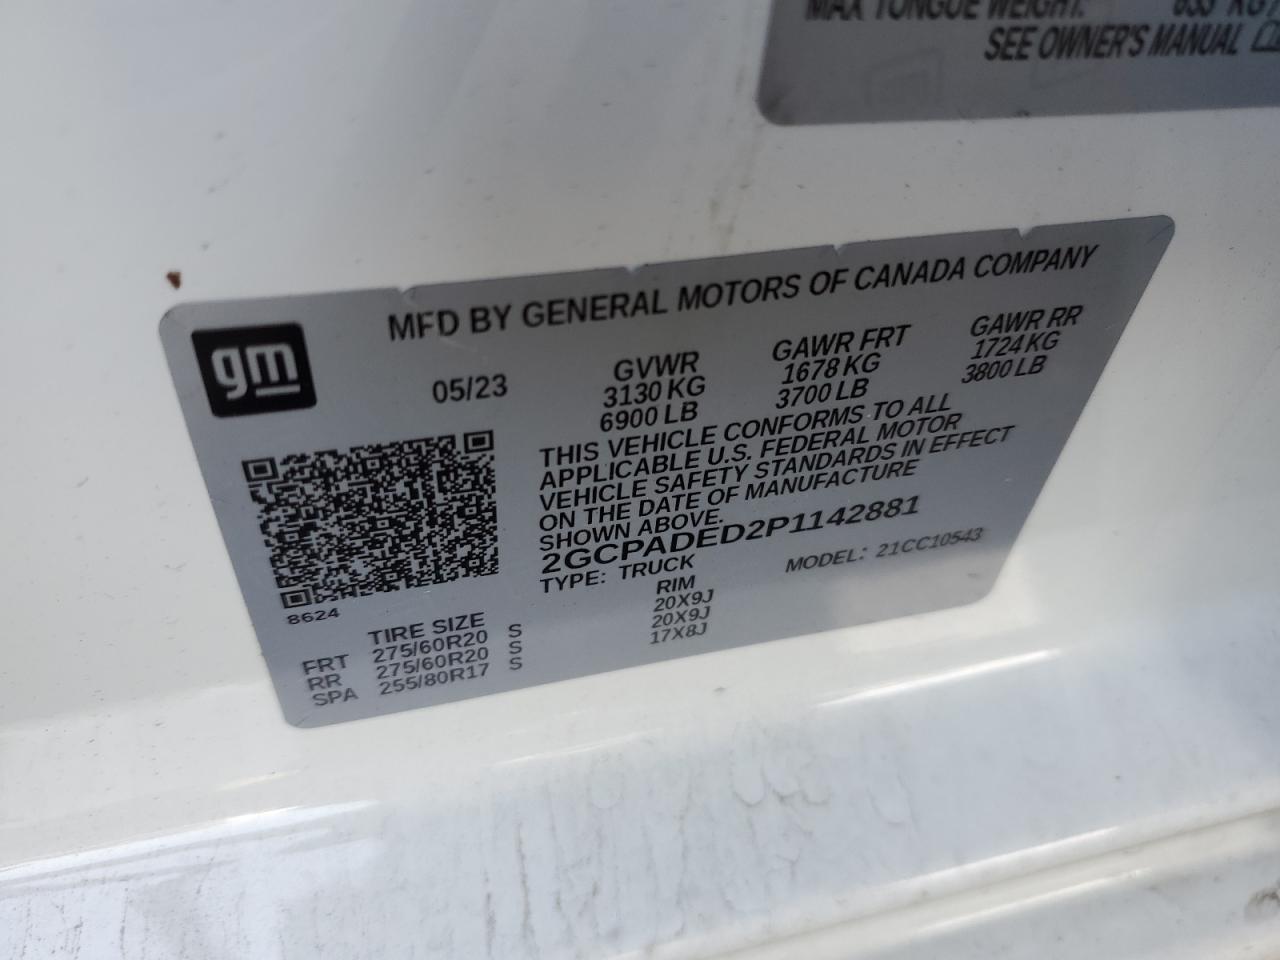 MAX TONGUE WEIGHT:
SEE OWNER'S MANUAL
MFD BY GENERAL MOTORS OF CANADA COMPANY
gm
05/23
GVWR GAWR FRT GAWR RR
3130 KG 1678 KG 1724 KG
6900 LB 3700 LB 3800 LB
THIS VEHICLE CONFORMS TO ALL
APPLICABLE U.S. FEDERAL MOTOR
VEHICLE SAFETY STANDARDS IN EFFECT
ON THE DATE OF MANUFACTURE
SHOWN ABOVE.
2GCPADED2P1142881
TYPE: TRUCK MODEL: 21CC10543
8624
TIRE SIZE RIM
FRT 275/60R20 S 20X9J
RR 275/60R20 S 20X9J
SPA 255/80R17 S 17X8J